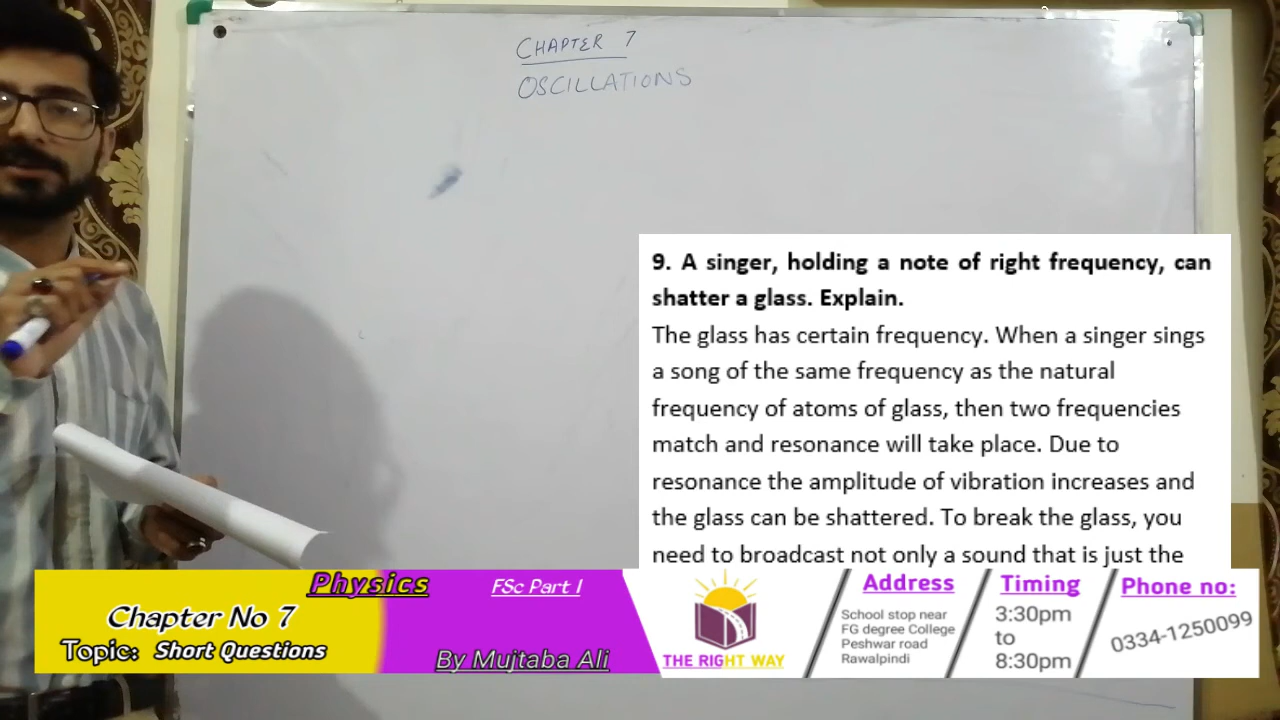 CHAPTER 7
OSCILLATIONS
9. A singer, holding a note of right frequency, can
shatter a glass. Explain.
The glass has certain frequency. When a singer sings
a song of the same frequency as the natural
frequency of atoms of glass, then two frequencies
match and resonance will take place. Due to
resonance the amplitude of vibration increases and
the glass can be shattered. To break the glass, you
need to broadcast not only a sound that is just the
Physics
FSc Part I
Chapter No 7
Topic: Short Questions
By Mujtaba Ali
THE RIGHT WAY
Address
School stop near
FG degree College
Peshwar road
Rawalpindi
Timing
3:30pm
to
8:30pm
Phone no:
0334-1250099